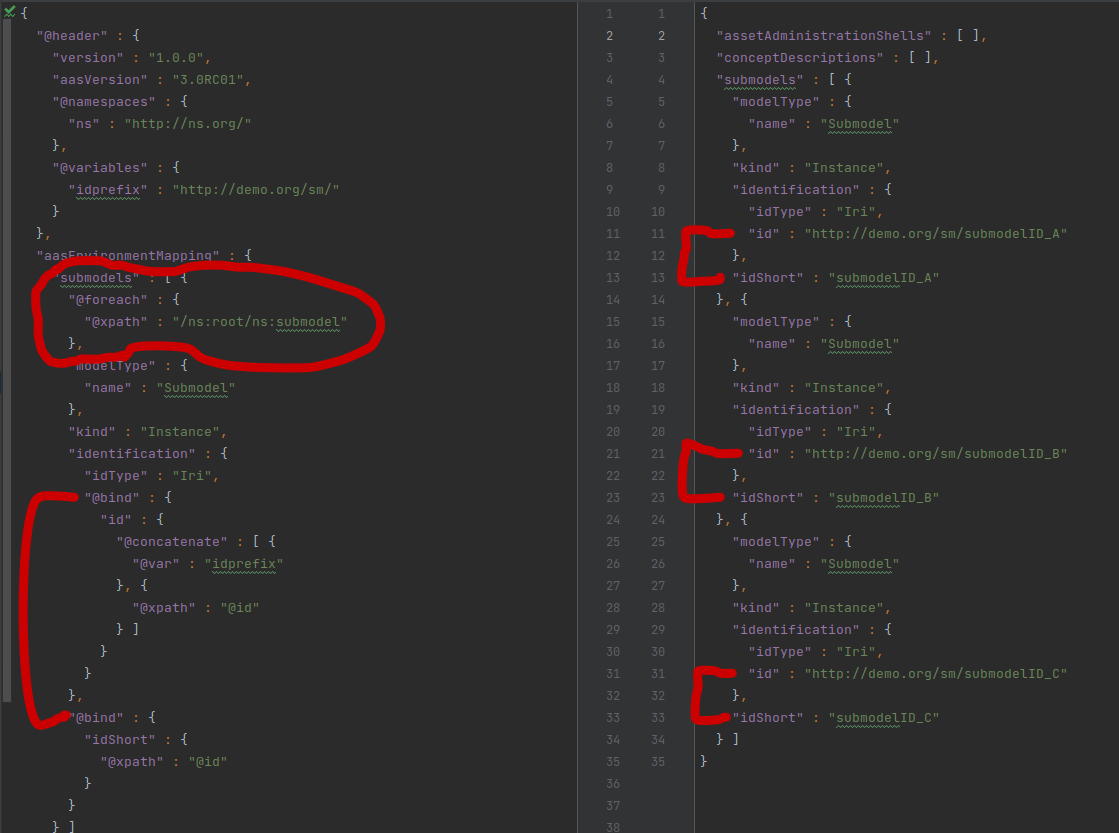 {
"@header" : {
"version" : "1.0.0",
"aasVersion" : "3.0RC01",
"@namespaces" : {
"ns" : "http://ns.org/"
},
"@variables" : {
"idprefix" : "http://demo.org/sm/"
}
},
"aasEnvironmentMapping" : {
"submodels" : [ {
"@foreach" : {
"@xpath" : "/ns:root/ns:submodel"
},
"modelType" : {
"name" : "Submodel"
},
"kind" : "Instance",
"identification" : {
"idType" : "Iri",
"@bind" : {
"id" : {
"@concatenate" : [ {
"@var" : "idprefix"
}, {
"@xpath" : "@id"
} ]
}
}
},
"@bind" : {
"idShort" : {
"@xpath" : "@id"
}
}
} ]
1 1 {
2 2 "assetAdministrationShells" : [ ],
3 3 "conceptDescriptions" : [ ],
4 4 "submodels" : [ {
5 5 "modelType" : {
6 6 "name" : "Submodel"
7 7 },
8 8 "kind" : "Instance",
9 9 "identification" : {
10 10 "idType" : "Iri",
11 11 "id" : "http://demo.org/sm/submodelID_A"
12 12 },
13 13 "idShort" : "submodelID_A"
14 14 }, {
15 15 "modelType" : {
16 16 "name" : "Submodel"
17 17 },
18 18 "kind" : "Instance",
19 19 "identification" : {
20 20 "idType" : "Iri",
21 21 "id" : "http://demo.org/sm/submodelID_B"
22 22 },
23 23 "idShort" : "submodelID_B"
24 24 }, {
25 25 "modelType" : {
26 26 "name" : "Submodel"
27 27 },
28 28 "kind" : "Instance",
29 29 "identification" : {
30 30 "idType" : "Iri",
31 31 "id" : "http://demo.org/sm/submodelID_C"
32 32 },
33 33 "idShort" : "submodelID_C"
34 34 } ]
35 35 }
36
37
38